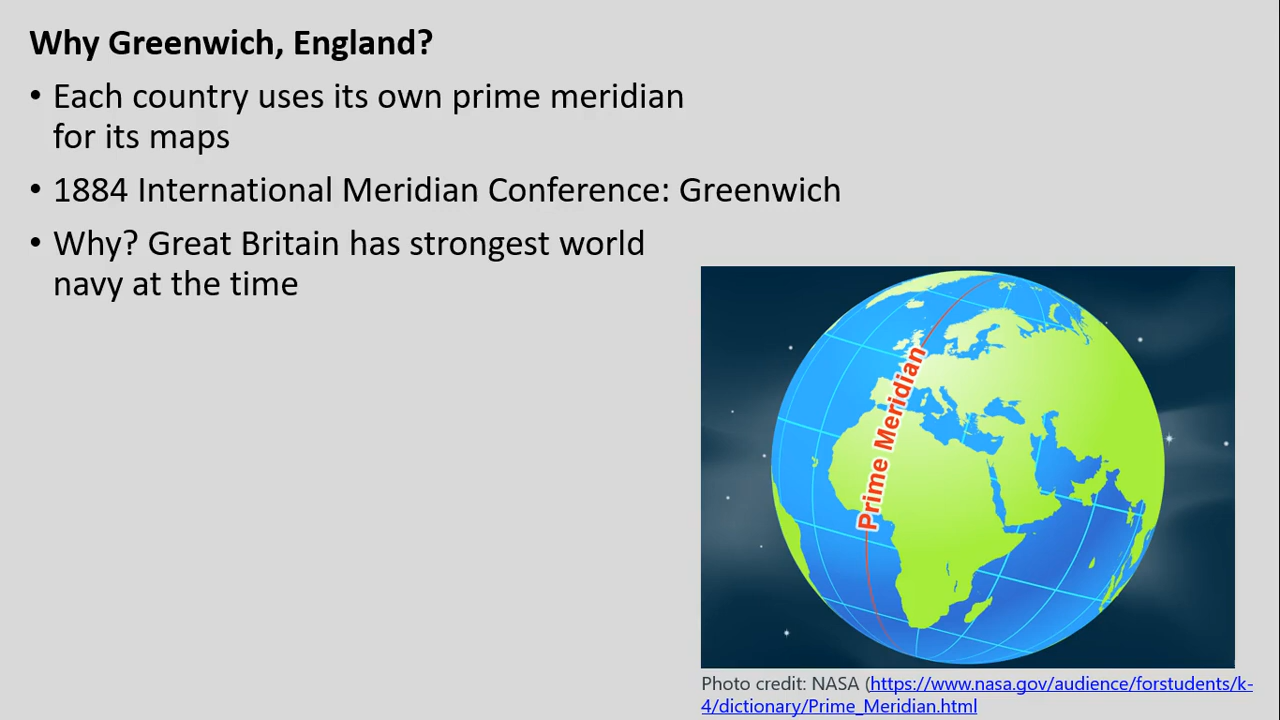 Why Greenwich, England?
• Each country uses its own prime meridian
for its maps
• 1884 International Meridian Conference: Greenwich
• Why? Great Britain has strongest world
navy at the time
Prime Meridian
Photo credit: NASA (https://www.nasa.gov/audience/forstudents/k-
4/dictionary/Prime_Meridian.html